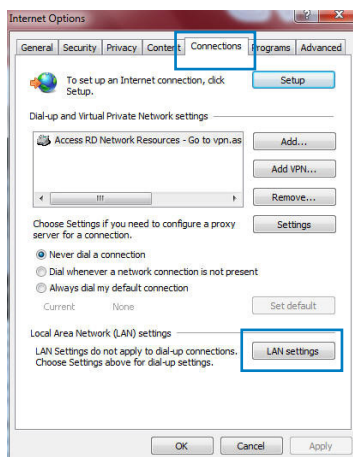 Internet Options
General Security Privacy Content Connections Programs Advanced
To set up an Internet connection, click
Setup.
Setup
Dial-up and Virtual Private Network settings
Access RD Network Resources - Go to vpn.as
Add...
Add VPN...
Remove...
Choose Settings if you need to configure a proxy
server for a connection.
Settings
Never dial a connection
Dial whenever a network connection is not present
Always dial my default connection
Current None
Set default
Local Area Network (LAN) settings
LAN Settings do not apply to dial-up connections.
Choose Settings above for dial-up settings.
LAN settings
OK Cancel Apply